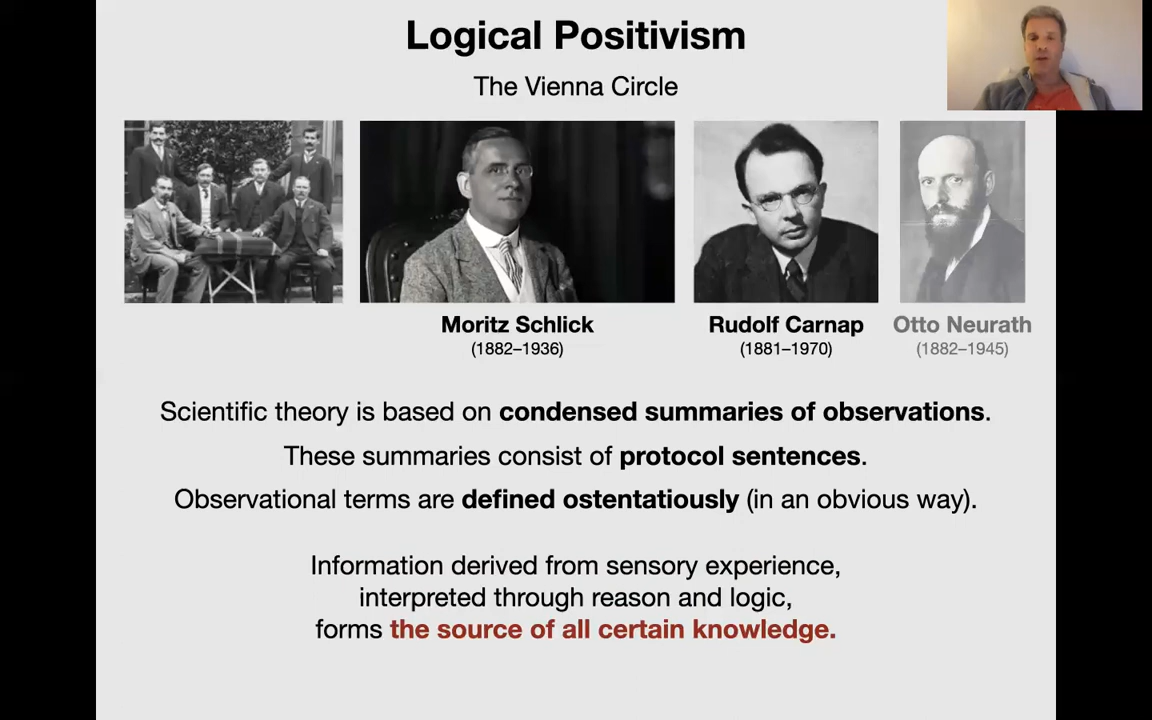 Logical Positivism
The Vienna Circle
Moritz Schlick
(1882–1936)
Rudolf Carnap
(1881–1970)
Otto Neurath
(1882–1945)
Scientific theory is based on condensed summaries of observations.
These summaries consist of protocol sentences.
Observational terms are defined ostentatiously (in an obvious way).
Information derived from sensory experience,
interpreted through reason and logic,
forms the source of all certain knowledge.